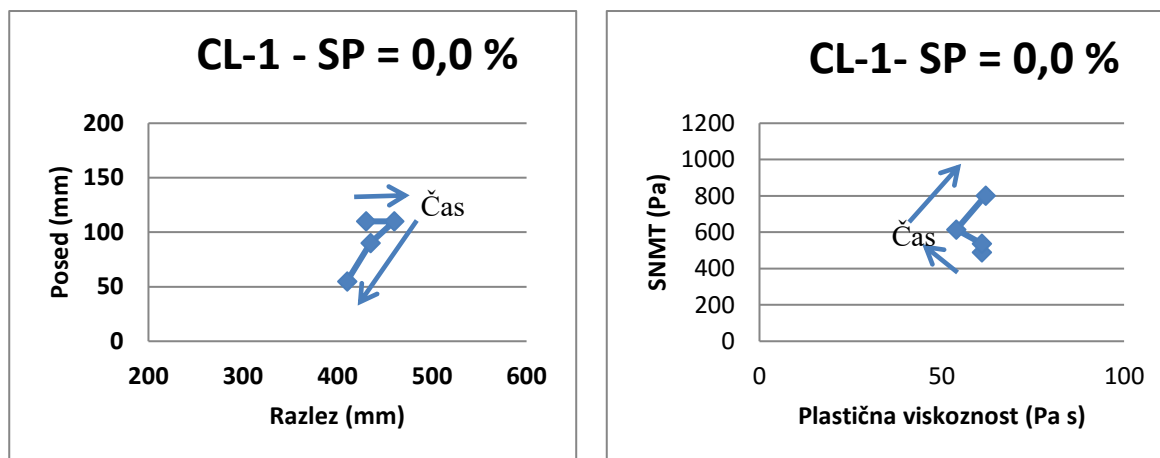 CL-1 - SP = 0,0 %
200
150
100
50
0
Posed (mm)
Čas
200 300 400 500 600
Razlez (mm)
CL-1- SP = 0,0 %
1200
1000
800
600
400
200
0
SNMT (Pa)
Čas
0 50 100
Plastična viskoznost (Pa s)